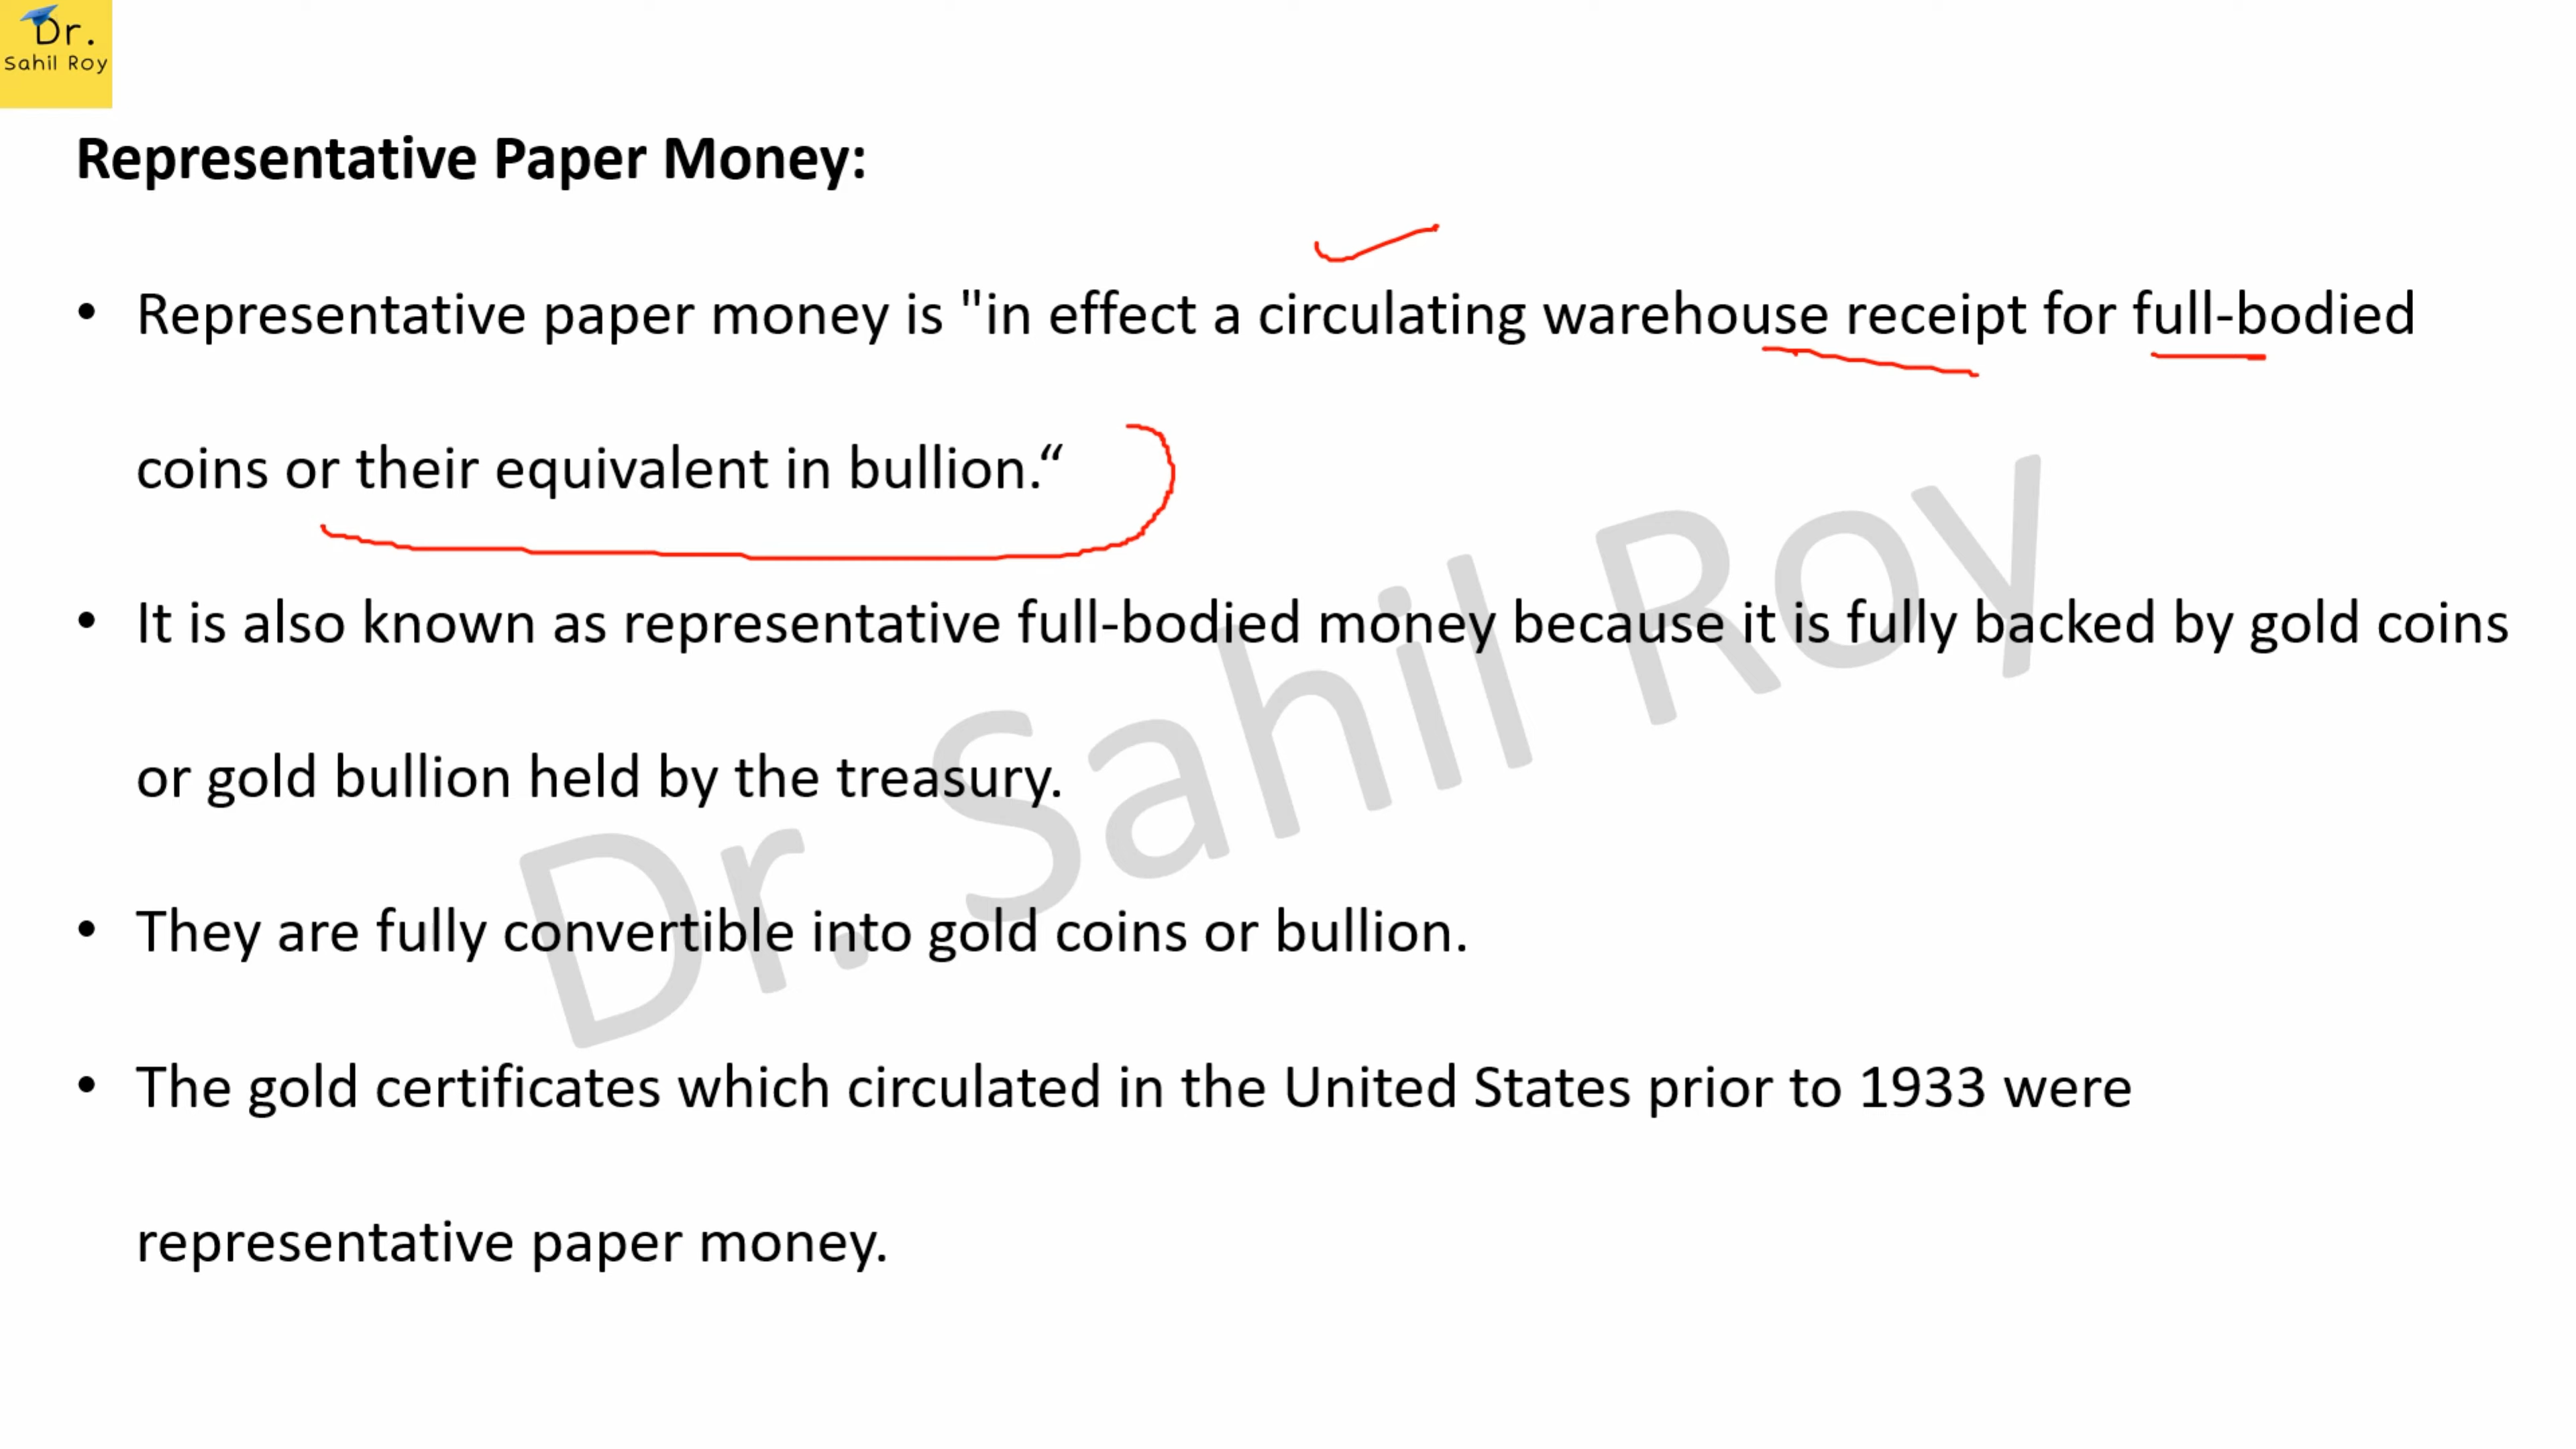 Dr.
Sahil Roy
Representative Paper Money:
• Representative paper money is "in effect a circulating warehouse receipt for full-bodied
coins or their equivalent in bullion.“
• It is also known as representative full-bodied money because it is fully backed by gold coins
or gold bullion held by the treasury.
• They are fully convertible into gold coins or bullion.
• The gold certificates which circulated in the United States prior to 1933 were
representative paper money.
Dr. Sahil Roy